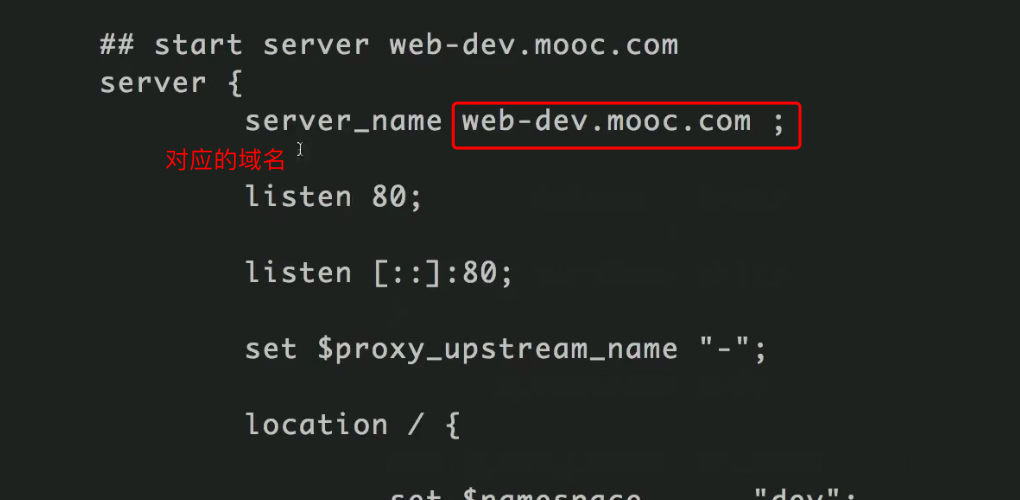 ## start server web-dev.mooc.com
server {
server_name web-dev.mooc.com ;
对应的域名
listen 80;
listen [::]:80;
set $proxy_upstream_name "-";
location / {
set $namespace "dev";